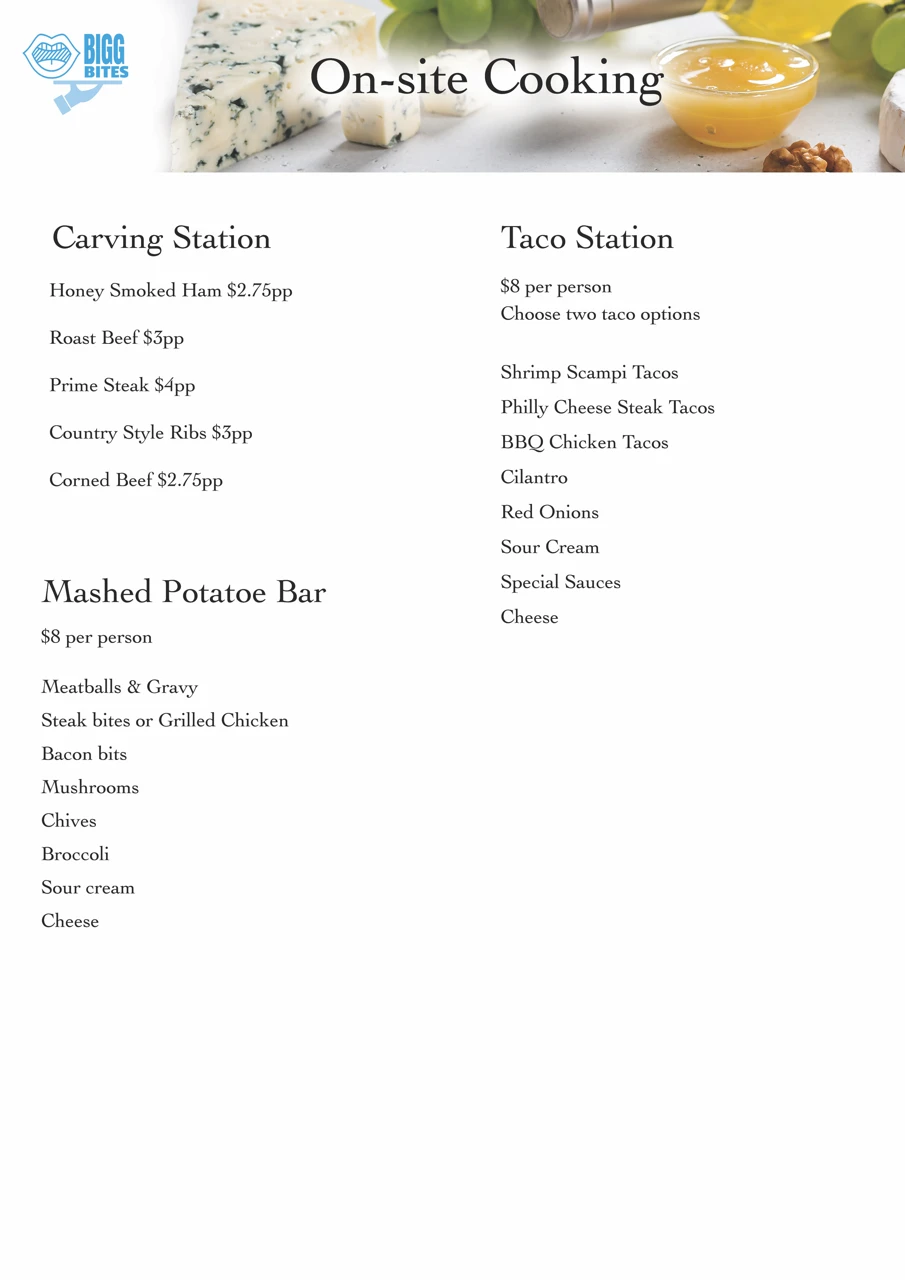 BIGG
BITES
On-site Cooking
Carving Station
Honey Smoked Ham $2.75pp
Roast Beef $3pp
Prime Steak $4pp
Country Style Ribs $3pp
Corned Beef $2.75pp
Mashed Potatoe Bar
$8 per person
Meatballs & Gravy
Steak bites or Grilled Chicken
Bacon bits
Mushrooms
Chives
Broccoli
Sour cream
Cheese
Taco Station
$8 per person
Choose two taco options
Shrimp Scampi Tacos
Philly Cheese Steak Tacos
BBQ Chicken Tacos
Cilantro
Red Onions
Sour Cream
Special Sauces
Cheese